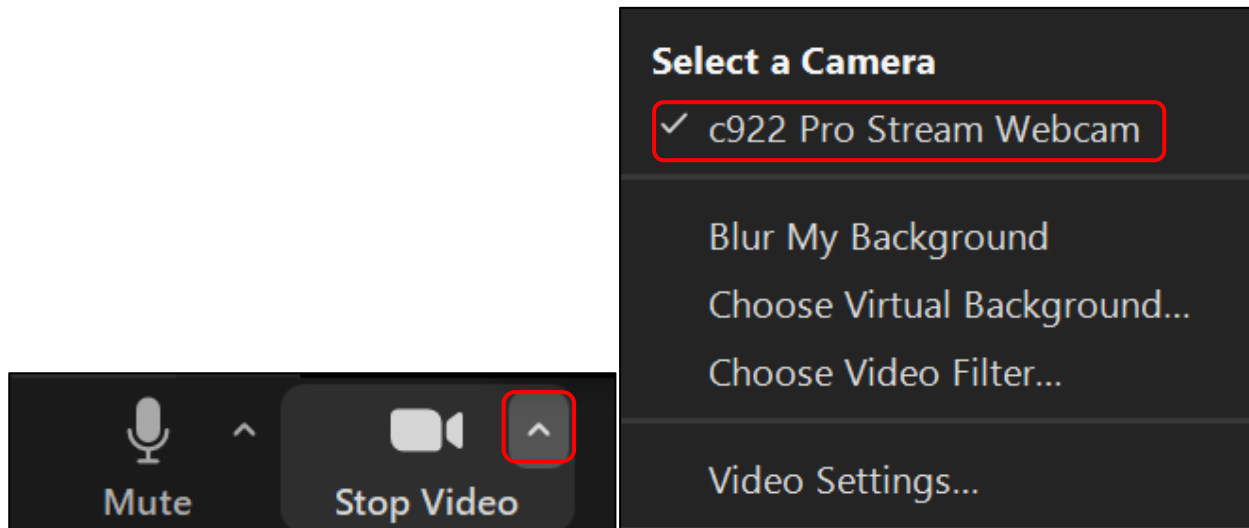 Mute
Stop Video
Select a Camera
c922 Pro Stream Webcam
Blur My Background
Choose Virtual Background...
Choose Video Filter...
Video Settings...